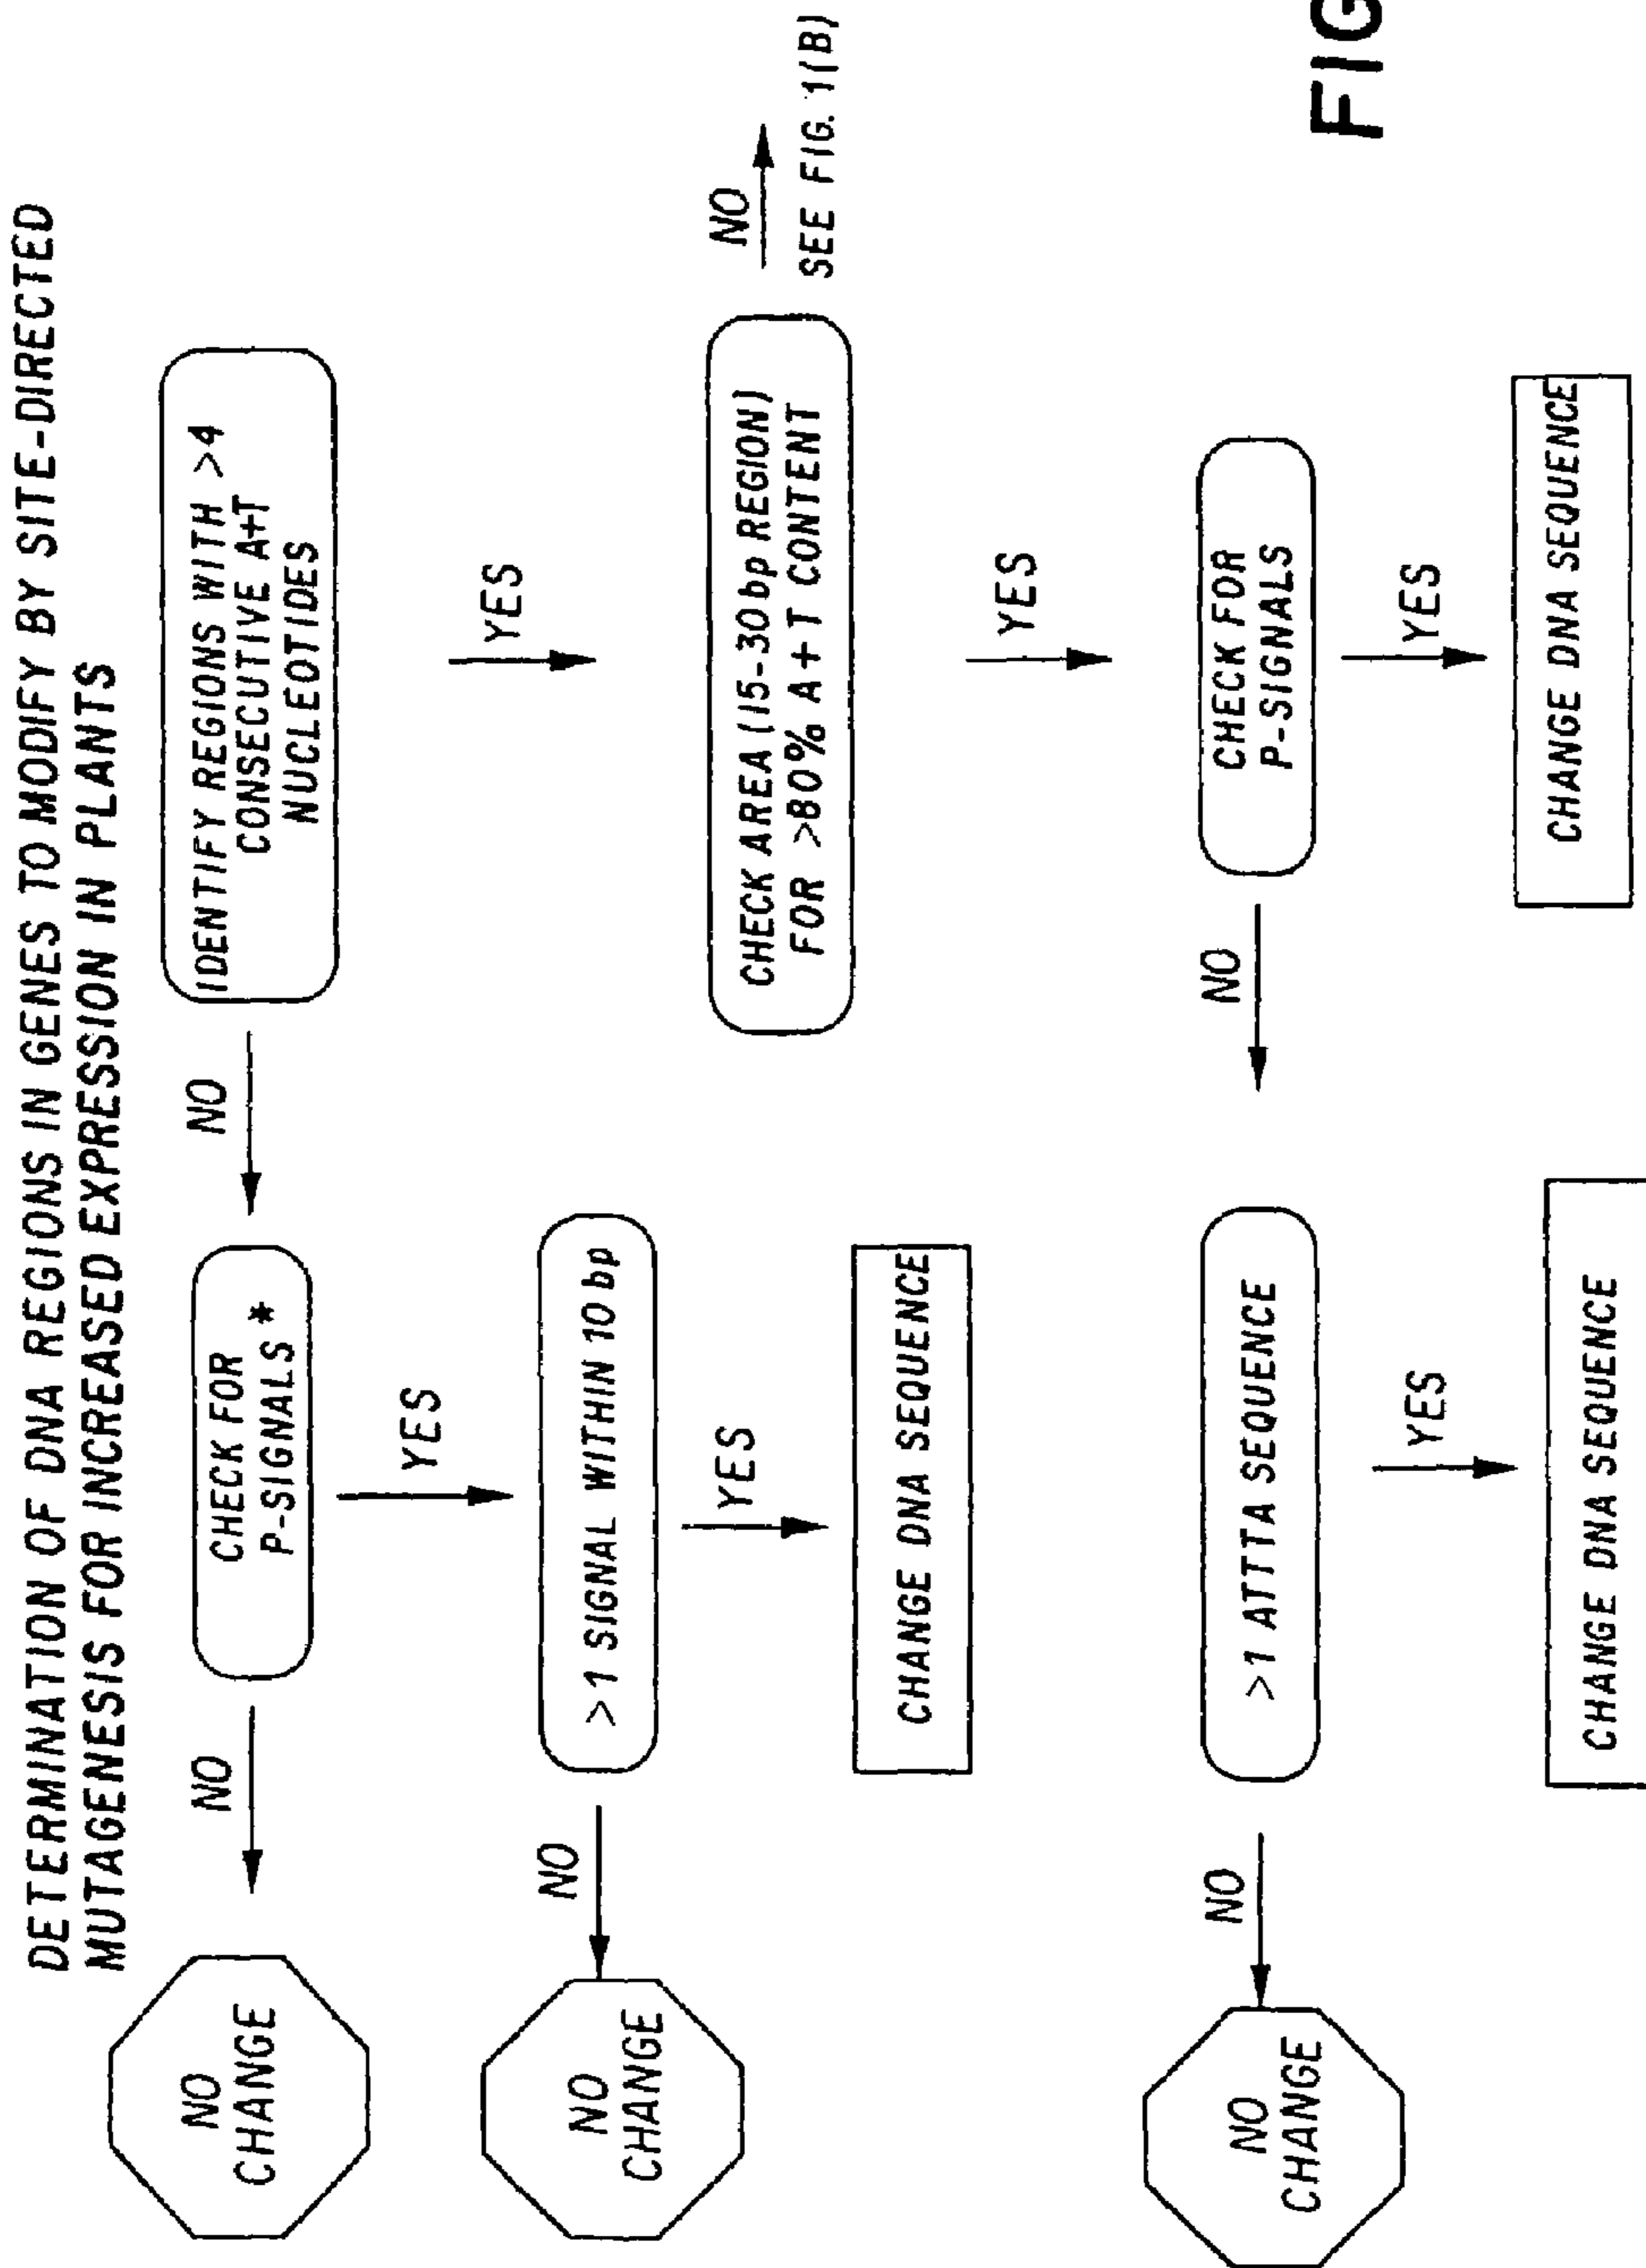 DETERMINATION OF DNA REGIONS IN GENES TO MODIFY BY SITE-DIRECTED
MUTAGENESIS FOR INCREASED EXPRESSION IN PLANTS
NO
CHANGE
NO
CHECK FOR
P-SIGNALS *
NO
IDENTIFY REGIONS WITH >4
CONSECUTIVE A+T
NUCLEOTIDES
YES
YES
NO
CHANGE
NO
>1 SIGNAL WITHIN 10 bp
YES
CHANGE DNA SEQUENCE
CHECK AREA (15-30bp REGION)
FOR >80% A+T CONTENT
NO
SEE FIG. 1(B)
YES
NO
CHANGE
NO
>1 ATTTA SEQUENCE
NO
CHECK FOR
P-SIGNALS
YES
YES
CHANGE DNA SEQUENCE
CHANGE DNA SEQUENCE
FIG